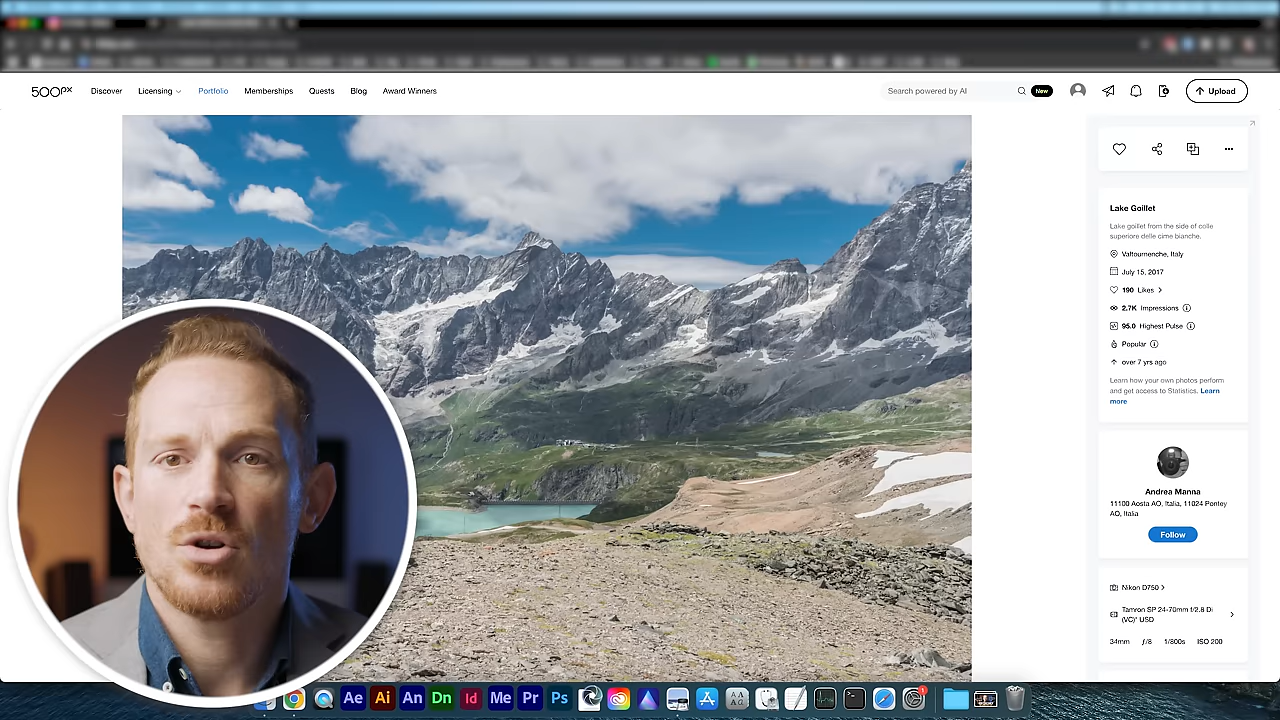 500px Discover Licensing Portfolio Memberships Quests Blog Award Winners Search powered by AI New Upload
Lake Goillet
Lake goillet from the side of colle
superiore delle cime bianche.
Valtournenche, Italy
July 15, 2017
190 Likes
2.7K Impressions
95.0 Highest Pulse
Popular
over 7 yrs ago
Learn how your own photos perform
and get access to Statistics. Learn
more
Andrea Manna
11100 Aosta AO, Italia, 11024 Pontey
AO, Italia
Follow
Nikon D750
Tamron SP 24-70mm f/2.8 Di
(VC)* USD
34mm ƒ/8 1/800s ISO 200
Ae Ai An Dn Id Me Pr Ps